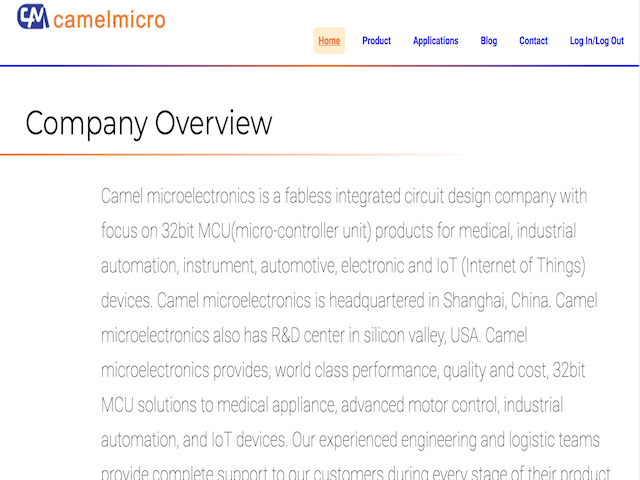 CM camelmicro
Home Product Applications Blog Contact Log In/Log Out
Company Overview
Camel microelectronics is a fabless integrated circuit design company with
focus on 32bit MCU(micro-controller unit) products for medical, industrial
automation, instrument, automotive, electronic and IoT (Internet of Things)
devices. Camel microelectronics is headquartered in Shanghai, China. Camel
microelectronics also has R&D center in silicon valley, USA. Camel
microelectronics provides, world class performance, quality and cost, 32bit
MCU solutions to medical appliance, advanced motor control, industrial
automation, and IoT devices. Our experienced engineering and logistic teams
provide complete support to our customers during every stage of their product